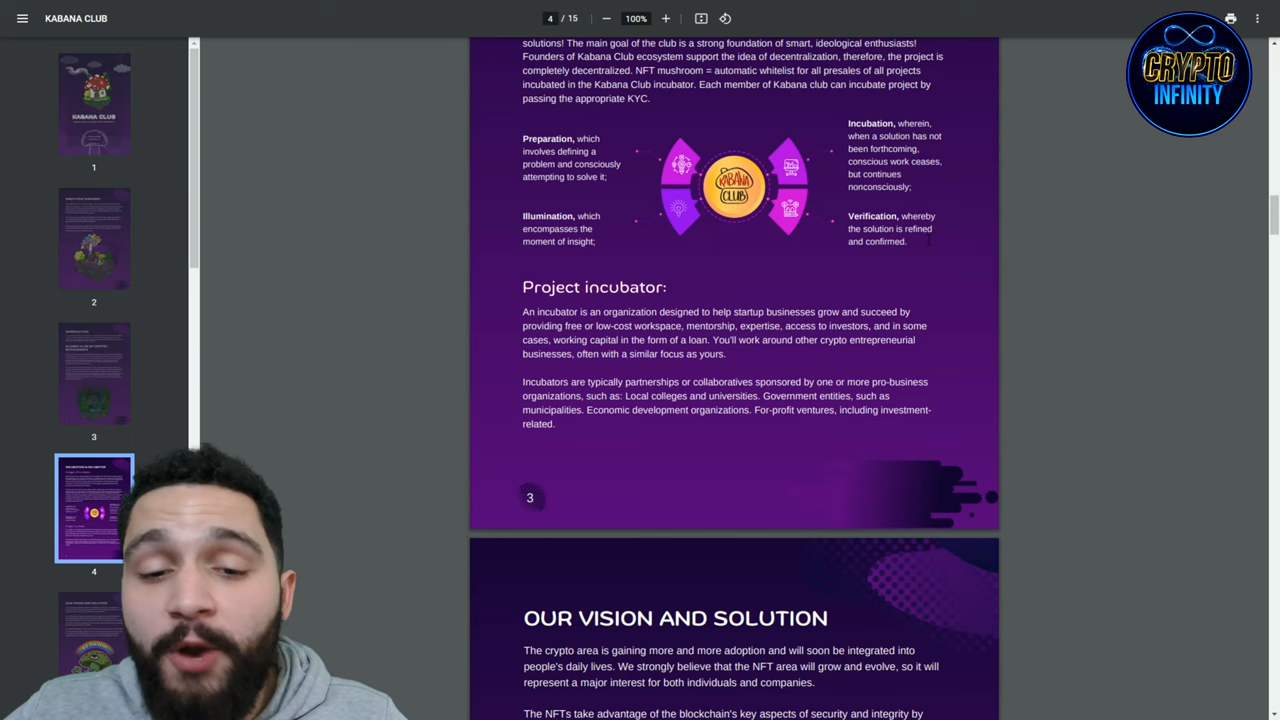 KABANA CLUB
4 / 15
100%
CRYPTO
INFINITY
1
2
3
4
solutions! The main goal of the club is a strong foundation of smart, ideological enthusiasts!
Founders of Kabana Club ecosystem support the idea of decentralization, therefore, the project is
completely decentralized. NFT mushroom = automatic whitelist for all presales of all projects
incubated in the Kabana Club incubator. Each member of Kabana club can incubate project by
passing the appropriate KYC.
Preparation, which
involves defining a
problem and consciously
attempting to solve it;
Illumination, which
encompasses the
moment of insight;
KABANA
CLUB
Incubation, wherein,
when a solution has not
been forthcoming,
conscious work ceases,
but continues
nonconsciously;
Verification, whereby
the solution is refined
and confirmed.
Project incubator:
An incubator is an organization designed to help startup businesses grow and succeed by
providing free or low-cost workspace, mentorship, expertise, access to investors, and in some
cases, working capital in the form of a loan. You'll work around other crypto entrepreneurial
businesses, often with a similar focus as yours.
Incubators are typically partnerships or collaboratives sponsored by one or more pro-business
organizations, such as: Local colleges and universities. Government entities, such as
municipalities. Economic development organizations. For-profit ventures, including investment-
related.
3
OUR VISION AND SOLUTION
The crypto area is gaining more and more adoption and will soon be integrated into
people's daily lives. We strongly believe that the NFT area will grow and evolve, so it will
represent a major interest for both individuals and companies.
The NFTs take advantage of the blockchain's key aspects of security and integrity by